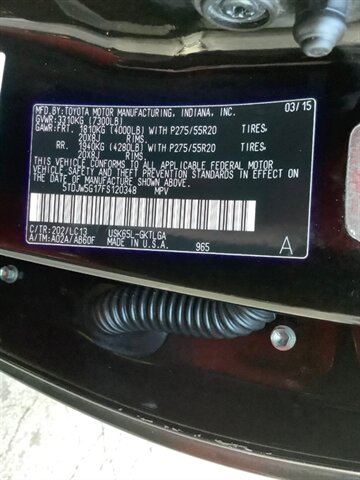 MFD. BY: TOYOTA MOTOR MANUFACTURING, INDIANA, INC. 03/15
GVWR: 3310KG (7300LB)
GAWR: FRT. 1810KG (4000LB) WITH P275/55R20 TIRES,
20X8J RIMS,
RR. 1940KG (4280LB) WITH P275/55R20 TIRES,
20X8J RIMS,
THIS VEHICLE CONFORMS TO ALL APPLICABLE FEDERAL MOTOR
VEHICLE SAFETY AND THEFT PREVENTION STANDARDS IN EFFECT
ON THE DATE OF MANUFACTURE SHOWN ABOVE.
5TDJW5G17FS120348 MPV
C/TR: 202/LC13 USK65L-GKTLGA
A/TM: A02A/AB60F MADE IN U.S.A. 965 A